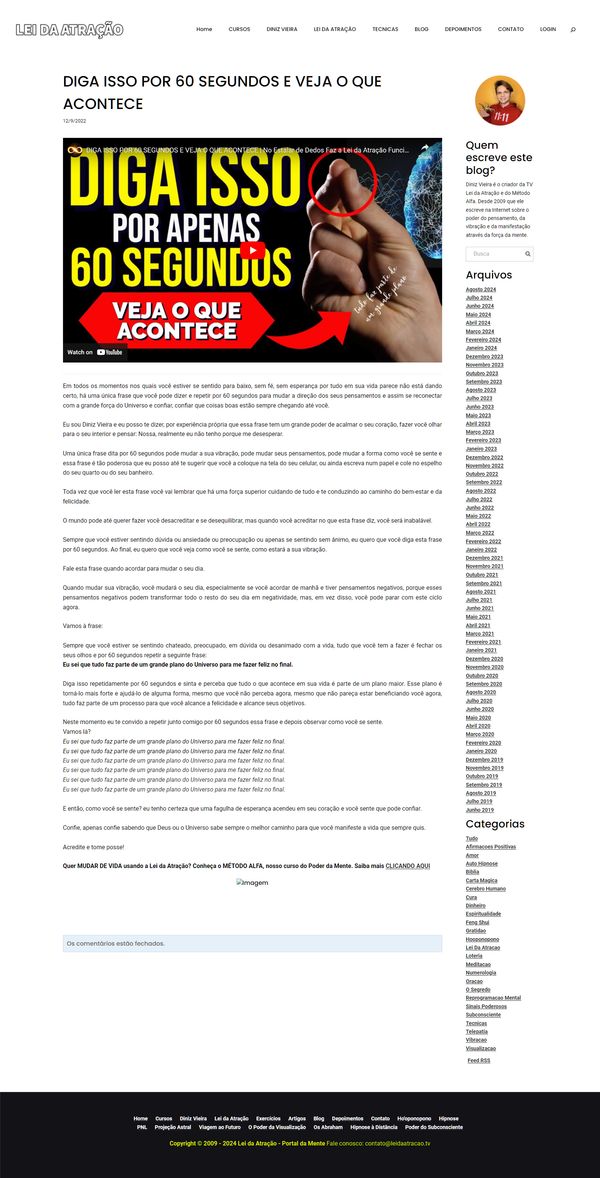 LEI DA ATRAÇÃO
Home CURSOS DINIZ VIEIRA LEI DA ATRAÇÃO TECNICAS BLOG DEPOIMENTOS CONTATO LOGIN
DIGA ISSO POR 60 SEGUNDOS E VEJA O QUE
ACONTECE
12/9/2022
DIGA ISSO POR 60 SEGUNDOS E VEJA O QUE ACONTECE | No Estalar de Dedos Faz a Lei da Atração Funci...
DIGA ISSO
POR APENAS
60 SEGUNDOS
VEJA O QUE
ACONTECE
tudo faz parte de
um grande plano
Watch on YouTube
Em todos os momentos nos quais você estiver se sentido para baixo, sem fé, sem esperança por tudo em sua vida parece não está dando
certo, há uma única frase que você pode dizer e repetir por 60 segundos para mudar a direção dos seus pensamentos e assim se reconectar
com a grande força do Universo e confiar, confiar que coisas boas estão sempre chegando até você.
Eu sou Diniz Vieira e eu posso te dizer, por experiência própria que essa frase tem um grande poder de acalmar o seu coração, fazer você olhar
para o seu interior e pensar: Nossa, realmente eu não tenho porque me desesperar.
Uma única frase dita por 60 segundos pode mudar a sua vibração, pode mudar seus pensamentos, pode mudar a forma como você se sente e
essa frase é tão poderosa que eu posso até te sugerir que você a coloque na tela do seu celular, ou ainda escreva num papel e cole no espelho
do seu quarto ou do seu banheiro.
Toda vez que você ler esta frase você vai lembrar que há uma força superior cuidando de tudo e te conduzindo ao caminho do bem-estar e da
felicidade.
O mundo pode até querer fazer você desacreditar e se desequilibrar, mas quando você acreditar no que esta frase diz, você será inabalável.
Sempre que você estiver sentindo dúvida ou ansiedade ou preocupação ou apenas se sentindo sem ânimo, eu quero que você diga esta frase
por 60 segundos. Ao final, eu quero que você veja como você se sente, como estará a sua vibração.
Fale esta frase quando acordar para mudar o seu dia.
Quando mudar sua vibração, você mudará o seu dia, especialmente se você acordar de manhã e tiver pensamentos negativos, porque esses
pensamentos negativos podem transformar todo o resto do seu dia em negatividade, mas, em vez disso, você pode parar com este ciclo
agora.
Vamos à frase:
Sempre que você estiver se sentindo chateado, preocupado, em dúvida ou desanimado com a vida, tudo que você tem a fazer é fechar os
seus olhos e por 60 segundos repetir a seguinte frase:
Eu sei que tudo faz parte de um grande plano do Universo para me fazer feliz no final.
Diga isso repetidamente por 60 segundos e sinta e perceba que tudo o que acontece em sua vida é parte de um plano maior. Esse plano é
torná-lo mais forte e ajudá-lo de alguma forma, mesmo que você não perceba agora, mesmo que não pareça estar beneficiando você agora,
tudo faz parte de um processo para que você alcance a felicidade e alcance seus objetivos.
Neste momento eu te convido a repetir junto comigo por 60 segundos essa frase e depois observar como você se sente.
Vamos lá?
Eu sei que tudo faz parte de um grande plano do Universo para me fazer feliz no final.
Eu sei que tudo faz parte de um grande plano do Universo para me fazer feliz no final.
Eu sei que tudo faz parte de um grande plano do Universo para me fazer feliz no final.
Eu sei que tudo faz parte de um grande plano do Universo para me fazer feliz no final.
Eu sei que tudo faz parte de um grande plano do Universo para me fazer feliz no final.
Eu sei que tudo faz parte de um grande plano do Universo para me fazer feliz no final.
E então, como você se sente? eu tenho certeza que uma fagulha de esperança acendeu em seu coração e você sente que pode confiar.
Confie, apenas confie sabendo que Deus ou o Universo sabe sempre o melhor caminho para que você manifeste a vida que sempre quis.
Acredite e tome posse!
Quer MUDAR DE VIDA usando a Lei da Atração? Conheça o MÉTODO ALFA, nosso curso do Poder da Mente. Saiba mais CLICANDO AQUI
Imagem
Os comentários estão fechados.
11:11
Quem
escreve este
blog?
Diniz Vieira é o criador da TV
Lei da Atração e do Método
Alfa. Desde 2009 que ele
escreve na Internet sobre o
poder do pensamento, da
vibração e da manifestação
através da força da mente.
Busca
Arquivos
Agosto 2024
Julho 2024
Junho 2024
Maio 2024
Abril 2024
Março 2024
Fevereiro 2024
Janeiro 2024
Dezembro 2023
Novembro 2023
Outubro 2023
Setembro 2023
Agosto 2023
Julho 2023
Junho 2023
Maio 2023
Abril 2023
Março 2023
Fevereiro 2023
Janeiro 2023
Dezembro 2022
Novembro 2022
Outubro 2022
Setembro 2022
Agosto 2022
Julho 2022
Junho 2022
Maio 2022
Abril 2022
Março 2022
Fevereiro 2022
Janeiro 2022
Dezembro 2021
Novembro 2021
Outubro 2021
Setembro 2021
Agosto 2021
Julho 2021
Junho 2021
Maio 2021
Abril 2021
Março 2021
Fevereiro 2021
Janeiro 2021
Dezembro 2020
Novembro 2020
Outubro 2020
Setembro 2020
Agosto 2020
Julho 2020
Junho 2020
Maio 2020
Abril 2020
Março 2020
Fevereiro 2020
Janeiro 2020
Dezembro 2019
Novembro 2019
Outubro 2019
Setembro 2019
Agosto 2019
Julho 2019
Junho 2019
Categorias
Tudo
Afirmacoes Positivas
Amor
Auto Hipnose
Biblia
Carta Magica
Cerebro Humano
Cura
Dinheiro
Espiritualidade
Feng Shui
Gratidao
Hooponopono
Lei Da Atracao
Loteria
Meditacao
Numerologia
Oracao
O Segredo
Reprogramacao Mental
Sinais Poderosos
Subconsciente
Tecnicas
Telepatia
Vibracao
Visualizacao
Feed RSS
Home Cursos Diniz Vieira Lei da Atração Exercícios Artigos Blog Depoimentos Contato Ho'oponopono Hipnose
PNL Projeção Astral Viagem ao Futuro O Poder da Visualização Os Abraham Hipnose à Distância Poder do Subconsciente
Copyright © 2009 - 2024 Lei da Atração - Portal da Mente Fale conosco: contato@leidaatracao.tv